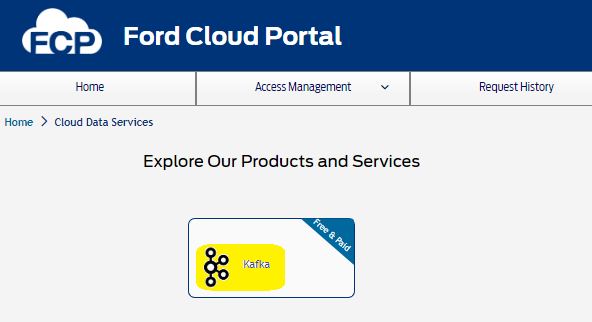 FCP Ford Cloud Portal
Home Access Management Request History
Home > Cloud Data Services
Explore Our Products and Services
Free & Paid
Kafka